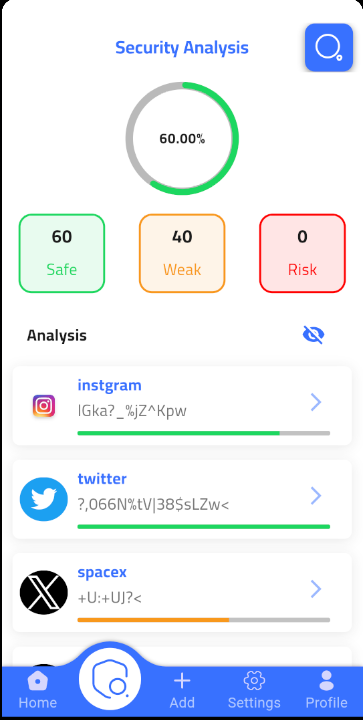 Security Analysis
60.00%
60
Safe
40
Weak
0
Risk
Analysis
instgram
IGka?_%jZ^Kpw
twitter
?,066N%tV|38$sLZw<
spacex
+U:+UJ?<
Home
Add
Settings
Profile